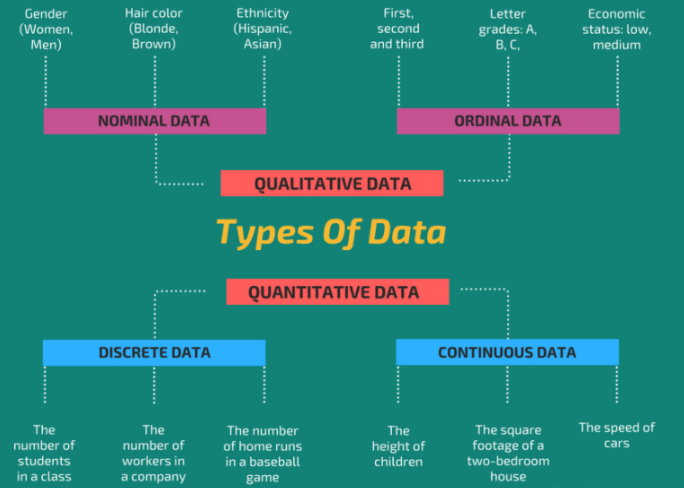 Gender
(Women,
Men)
Hair color
(Blonde,
Brown)
Ethnicity
(Hispanic,
Asian)
First,
second
and third
Letter
grades: A,
B, C,
Economic
status: low,
medium
NOMINAL DATA
ORDINAL DATA
QUALITATIVE DATA
Types Of Data
QUANTITATIVE DATA
DISCRETE DATA
CONTINUOUS DATA
The
number of
students
in a class
The
number of
workers in
a company
The number
of home runs
in a baseball
game
The
height of
children
The square
footage of a
two-bedroom
house
The speed of
cars